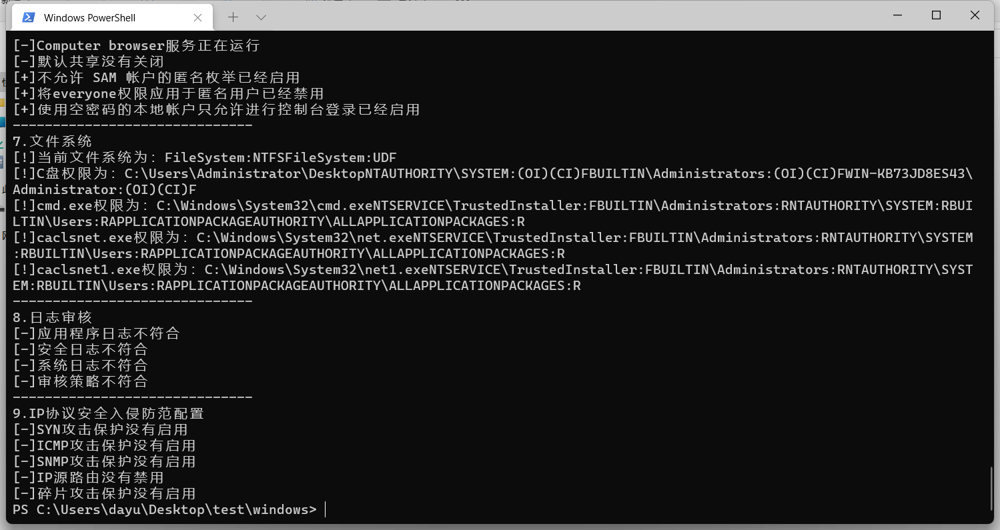 Windows PowerShell
[-]Computer browser服务正在运行
[-]默认共享没有关闭
[+]不允许 SAM 帐户的匿名枚举已经启用
[+]将everyone权限应用于匿名用户已经禁用
[+]使用空密码的本地帐户只允许进行控制台登录已经启用
------------------------------
7.文件系统
[!]当前文件系统为: FileSystem:NTFSFileSystem:UDF
[!]C盘权限为: C:\Users\Administrator\DesktopNTAUTHORITY\SYSTEM:(OI)(CI)FBUILTIN\Administrators:(OI)(CI)FWIN-KB73JD8ES43\
Administrator:(OI)(CI)F
[!]cmd.exe权限为: C:\Windows\System32\cmd.exeNTSERVICE\TrustedInstaller:FBUILTIN\Administrators:RNTAUTHORITY\SYSTEM:RBUI
LTIN\Users:RAPPLICATIONPACKAGEAUTHORITY\ALLAPPLICATIONPACKAGES:R
[!]caclsnet.exe权限为: C:\Windows\System32\net.exeNTSERVICE\TrustedInstaller:FBUILTIN\Administrators:RNTAUTHORITY\SYSTEM
:RBUILTIN\Users:RAPPLICATIONPACKAGEAUTHORITY\ALLAPPLICATIONPACKAGES:R
[!]caclsnet1.exe权限为: C:\Windows\System32\net1.exeNTSERVICE\TrustedInstaller:FBUILTIN\Administrators:RNTAUTHORITY\SYST
EM:RBUILTIN\Users:RAPPLICATIONPACKAGEAUTHORITY\ALLAPPLICATIONPACKAGES:R
------------------------------
8.日志审核
[-]应用程序日志不符合
[-]安全日志不符合
[-]系统日志不符合
[-]审核策略不符合
------------------------------
9.IP协议安全入侵防范配置
[-]SYN攻击保护没有启用
[-]ICMP攻击保护没有启用
[-]SNMP攻击保护没有启用
[-]IP源路由没有禁用
[-]碎片攻击保护没有启用
PS C:\Users\dayu\Desktop\test\windows>